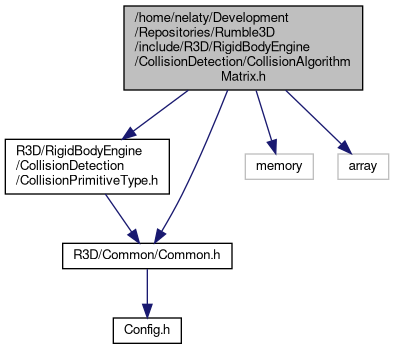 /home/nelaty/Development
/Repositories/Rumble3D
/include/R3D/RigidBodyEngine
/CollisionDetection/CollisionAlgorithm
Matrix.h
R3D/RigidBodyEngine
/CollisionDetection
/CollisionPrimitiveType.h
memory
array
R3D/Common/Common.h
Config.h